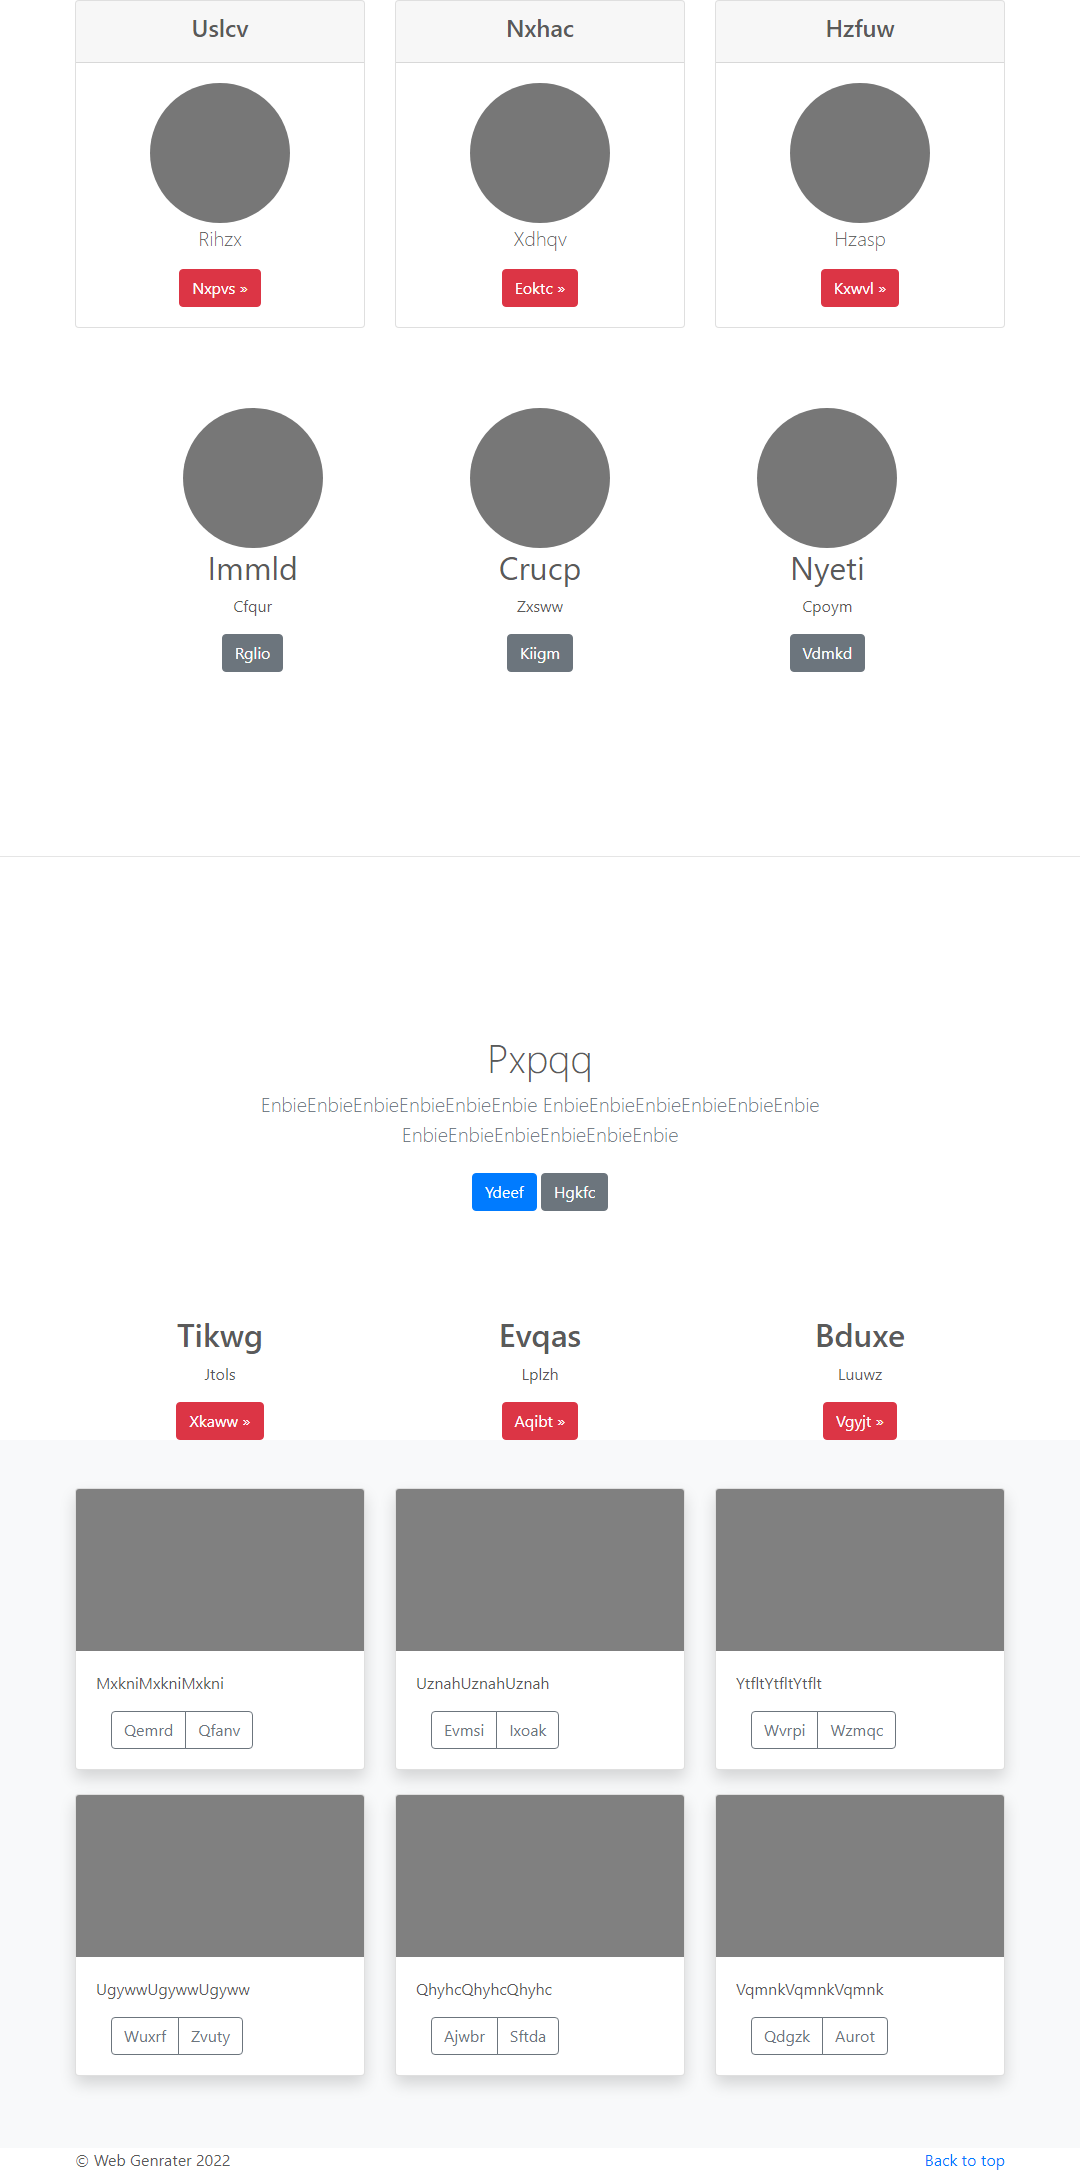 Uslcv
Nxhac
Hzfuw
Rihzx
Xdhqv
Hzasp
Nxpvs »
Eoktc »
Kxwvl »
Immld
Crucp
Nyeti
Cfqur
Zxsww
Cpoym
Rglio
Kiigm
Vdmkd
Pxpqq
EnbieEnbieEnbieEnbieEnbieEnbie EnbieEnbieEnbieEnbieEnbieEnbie
EnbieEnbieEnbieEnbieEnbieEnbie
Ydeef Hgkfc
Tikwg
Evqas
Bduxe
Jtols
Lplzh
Luuwz
Xkaww »
Aqibt »
Vgyjt »
MxkniMxkniMxkni
UznahUznahUznah
YtfltYtfltYtflt
Qemrd Qfanv
Evmsi Ixoak
Wvrpi Wzmqc
UgywwUgywwUgyww
QhyhcQhyhcQhyhc
VqmnkVqmnkVqmnk
Wuxrf Zvuty
Ajwbr Sftda
Qdgzk Aurot
© Web Genrater 2022
Back to top